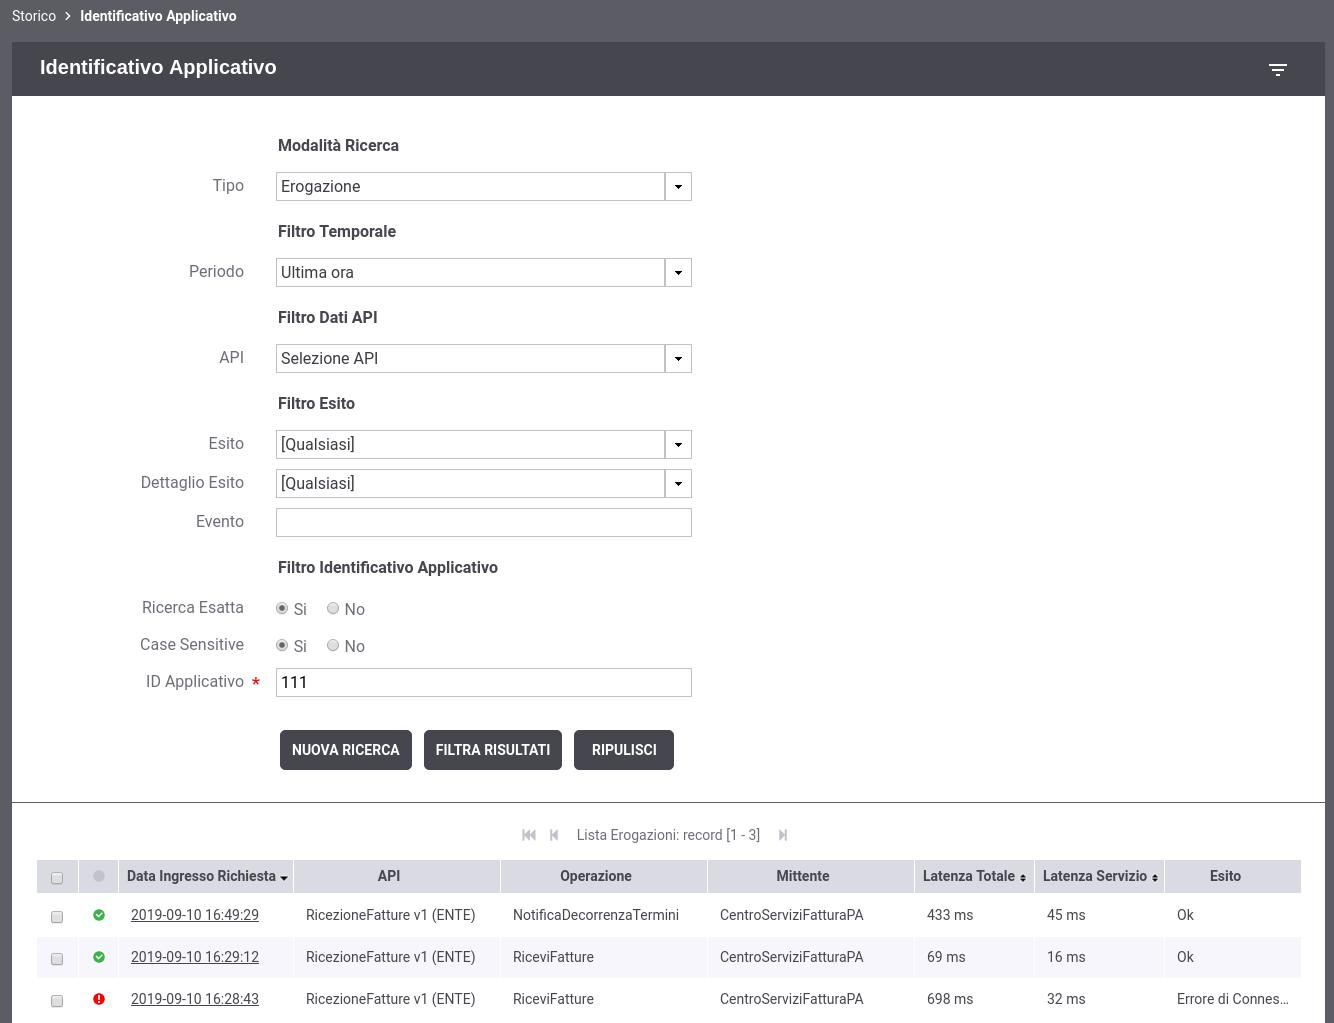 Storico > Identificativo Applicativo
Identificativo Applicativo
Modalità Ricerca
Tipo Erogazione
Filtro Temporale
Periodo Ultima ora
Filtro Dati API
API Selezione API
Filtro Esito
Esito [Qualsiasi]
Dettaglio Esito [Qualsiasi]
Evento
Filtro Identificativo Applicativo
Ricerca Esatta Si No
Case Sensitive Si No
ID Applicativo * 111
NUOVA RICERCA FILTRA RISULTATI RIPULISCI
Lista Erogazioni: record [1 - 3]
Data Ingresso Richiesta API Operazione Mittente Latenza Totale Latenza Servizio Esito
2019-09-10 16:49:29 RicezioneFatture v1 (ENTE) NotificaDecorrenzaTermini CentroServiziFatturaPA 433 ms 45 ms Ok
2019-09-10 16:29:12 RicezioneFatture v1 (ENTE) RiceviFatture CentroServiziFatturaPA 69 ms 16 ms Ok
2019-09-10 16:28:43 RicezioneFatture v1 (ENTE) RiceviFatture CentroServiziFatturaPA 698 ms 32 ms Errore di Connes...